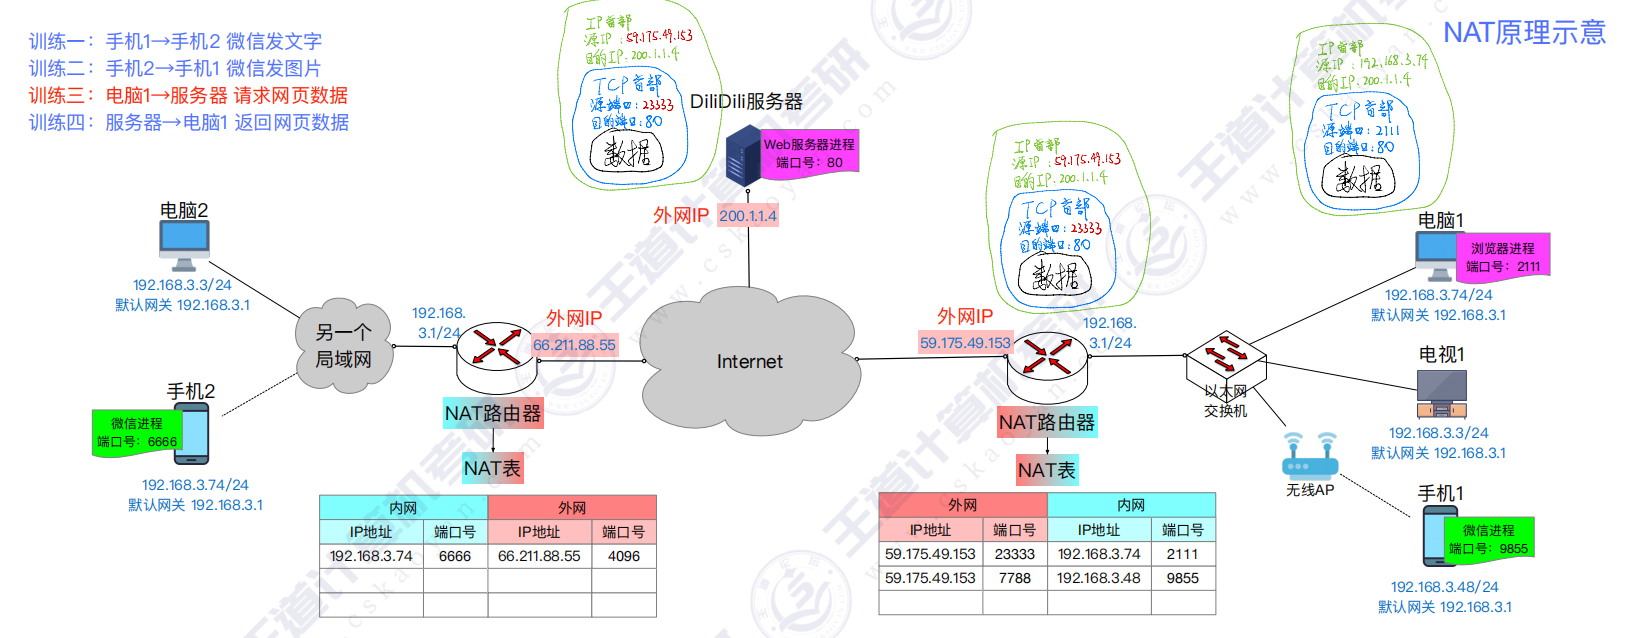 NAT原理示意
训练一：手机1→手机2 微信发文字
训练二：手机2→手机1 微信发图片
训练三：电脑1→服务器 请求网页数据
训练四：服务器→电脑1 返回网页数据
IP首部
源IP：59.175.49.153
目的IP：200.1.1.4
TCP首部
源端口：23333
目的端口：80
数据
DiliDili服务器
Web服务器进程
端口号：80
外网IP 200.1.1.4
IP首部
源IP：59.175.49.153
目的IP：200.1.1.4
TCP首部
源端口：23333
目的端口：80
数据
IP首部
源IP：192.168.3.74
目的IP：200.1.1.4
TCP首部
源端口：2111
目的端口：80
数据
电脑2
192.168.3.3/24
默认网关 192.168.3.1
另一个
局域网
手机2
微信进程
端口号：6666
192.168.3.74/24
默认网关 192.168.3.1
192.168.
3.1/24
外网IP
66.211.88.55
NAT路由器
NAT表
内网 外网
IP地址 端口号 IP地址 端口号
192.168.3.74 6666 66.211.88.55 4096
Internet
外网IP
59.175.49.153
192.168.
3.1/24
NAT路由器
NAT表
外网 内网
IP地址 端口号 IP地址 端口号
59.175.49.153 23333 192.168.3.74 2111
59.175.49.153 7788 192.168.3.48 9855
以太网
交换机
电脑1
浏览器进程
端口号：2111
192.168.3.74/24
默认网关 192.168.3.1
电视1
192.168.3.3/24
默认网关 192.168.3.1
无线AP
手机1
微信进程
端口号：9855
192.168.3.48/24
默认网关 192.168.3.1
王道计算机考研
www.cskaoyan.com